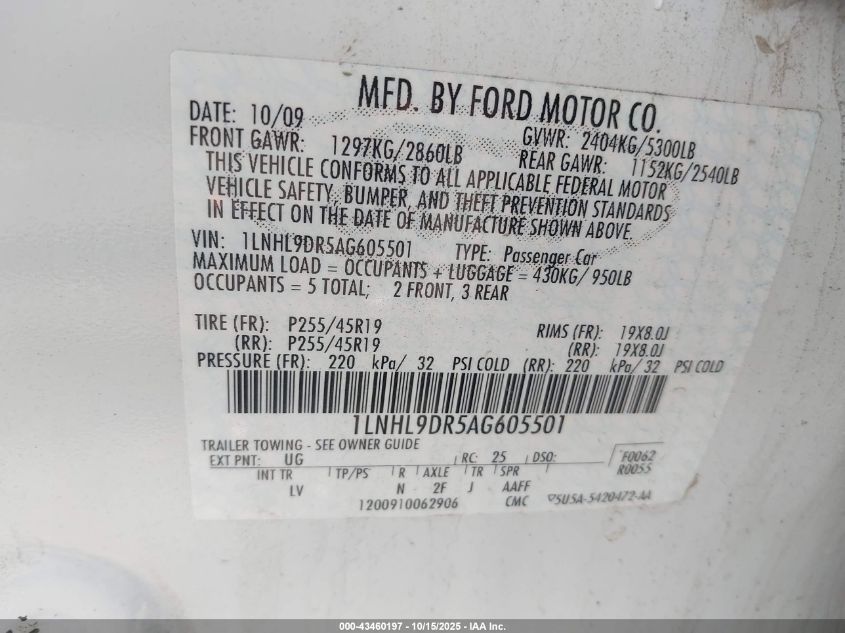 MFD. BY FORD MOTOR CO.
DATE: 10/09 GVWR: 2404KG/5300LB
FRONT GAWR: 1297KG/2860LB REAR GAWR: 1152KG/2540LB
THIS VEHICLE CONFORMS TO ALL APPLICABLE FEDERAL MOTOR
VEHICLE SAFETY, BUMPER, AND THEFT PREVENTION STANDARDS
IN EFFECT ON THE DATE OF MANUFACTURE SHOWN ABOVE.
VIN: 1LNHL9DR5AG605501 TYPE: Passenger Car
MAXIMUM LOAD = OCCUPANTS + LUGGAGE = 430KG/ 950LB
OCCUPANTS = 5 TOTAL; 2 FRONT, 3 REAR
TIRE (FR): P255/45R19 RIMS (FR): 19X8.0J
(RR): P255/45R19 (RR): 19X8.0J
PRESSURE (FR): 220 kPa/ 32 PSI COLD (RR): 220 kPa/ 32 PSI COLD
1LNHL9DR5AG605501
TRAILER TOWING - SEE OWNER GUIDE
EXT PNT: UG RC: 25 DSO: F0062
R0055
INT TR TP/PS R AXLE TR SPR
LV N 2F J AAFF
1200910062906 CMC 5U5A-5420472-AA
000-43460197 - 10/15/2025 - IAA Inc.